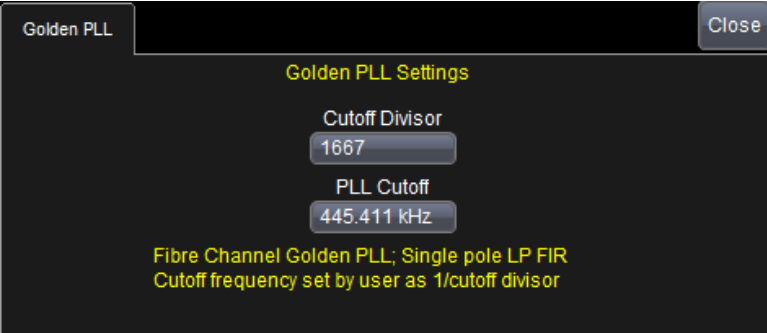 Golden PLL
Close
Golden PLL Settings
Cutoff Divisor
1667
PLL Cutoff
445.411 kHz
Fibre Channel Golden PLL; Single pole LP FIR
Cutoff frequency set by user as 1/cutoff divisor